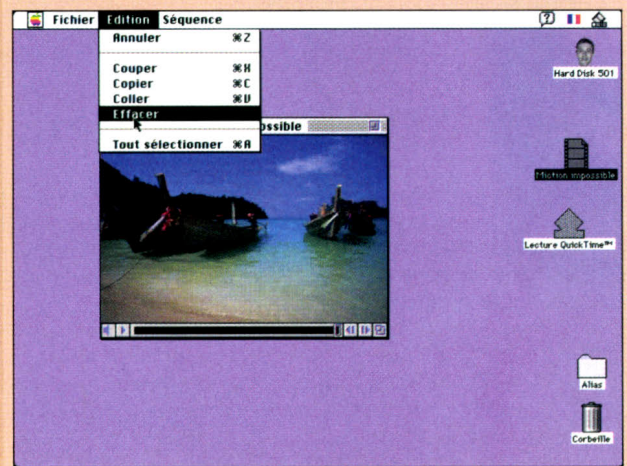 Fichier Edition Séquence
Annuler ⌘Z
Couper ⌘X
Copier ⌘C
Coller ⌘V
Effacer
Tout sélectionner ⌘A
ossible
Hard Disk 501
Miction impossible
Lecture QuickTime™
Alias
Corbeille